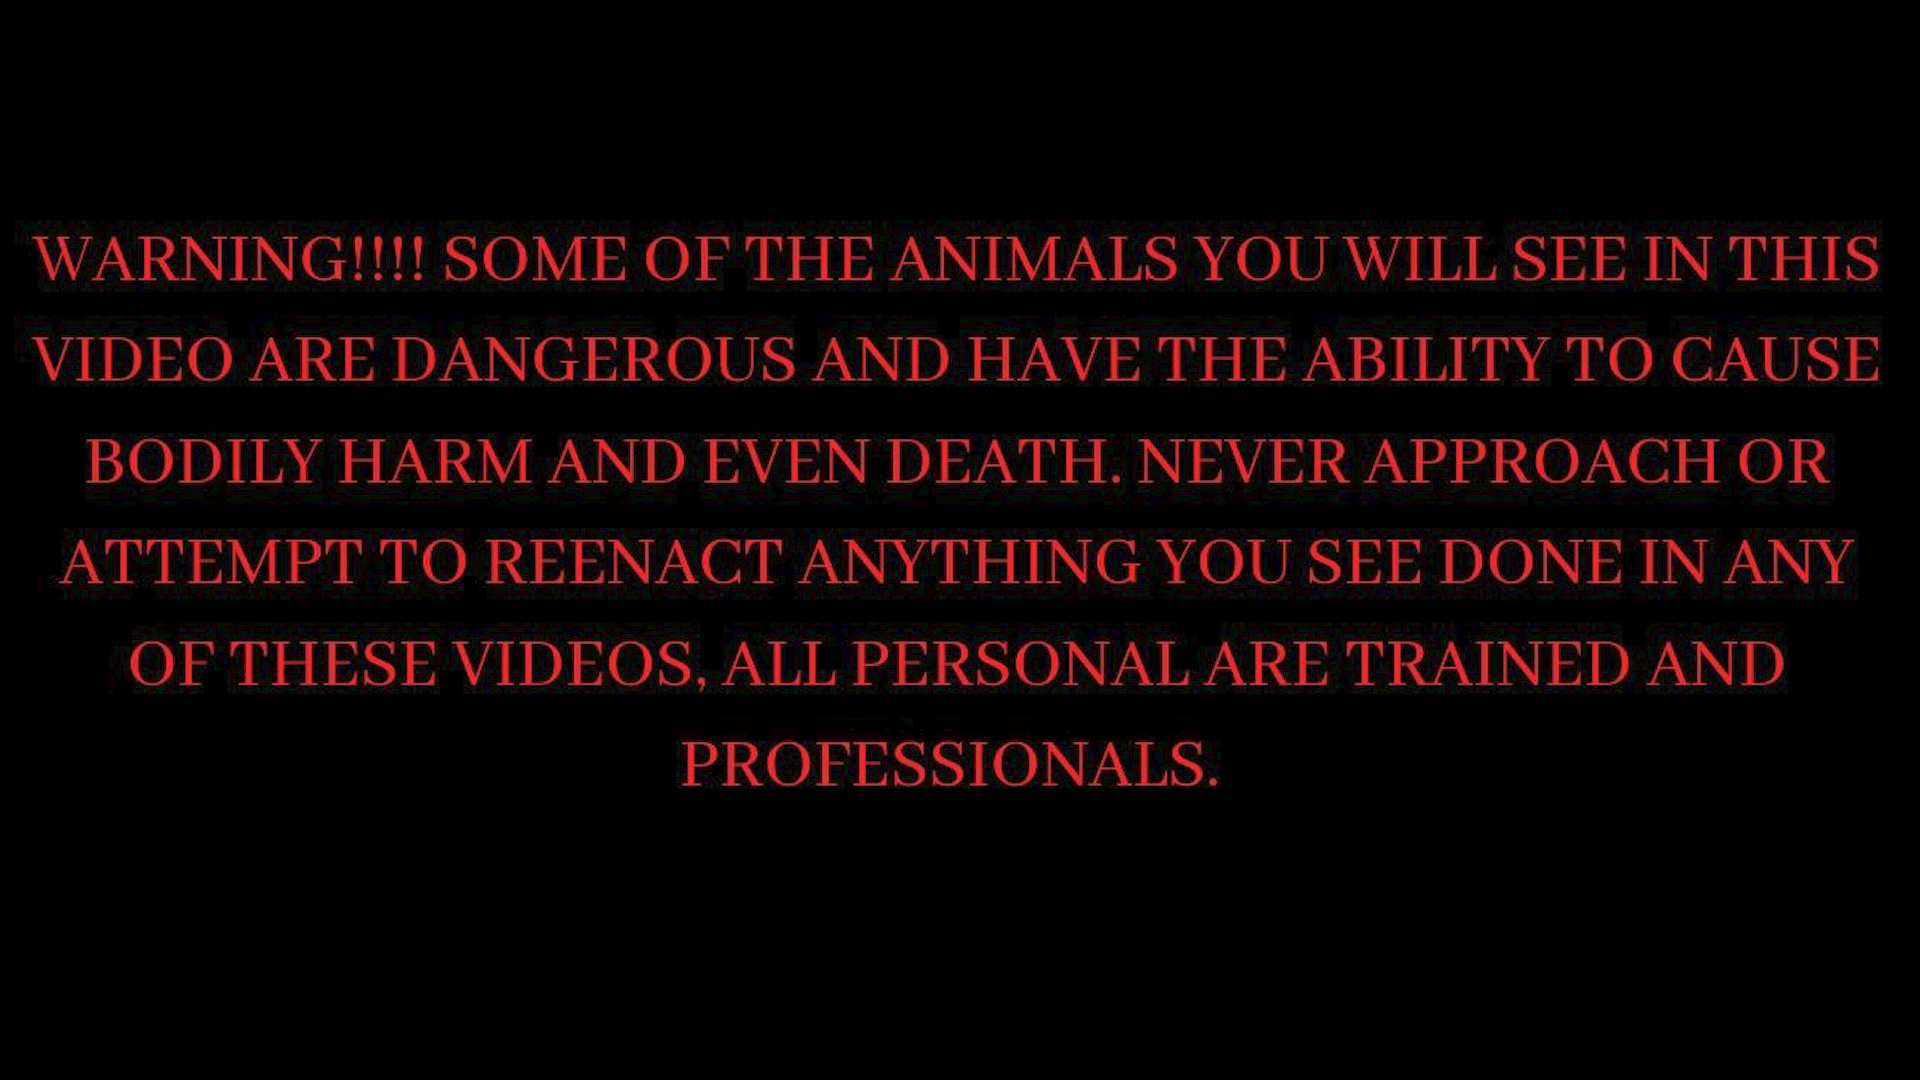 WARNING!!!! SOME OF THE ANIMALS YOU WILL SEE IN THIS
VIDEO ARE DANGEROUS AND HAVE THE ABILITY TO CAUSE
BODILY HARM AND EVEN DEATH. NEVER APPROACH OR
ATTEMPT TO REENACT ANYTHING YOU SEE DONE IN ANY
OF THESE VIDEOS, ALL PERSONAL ARE TRAINED AND
PROFESSIONALS.